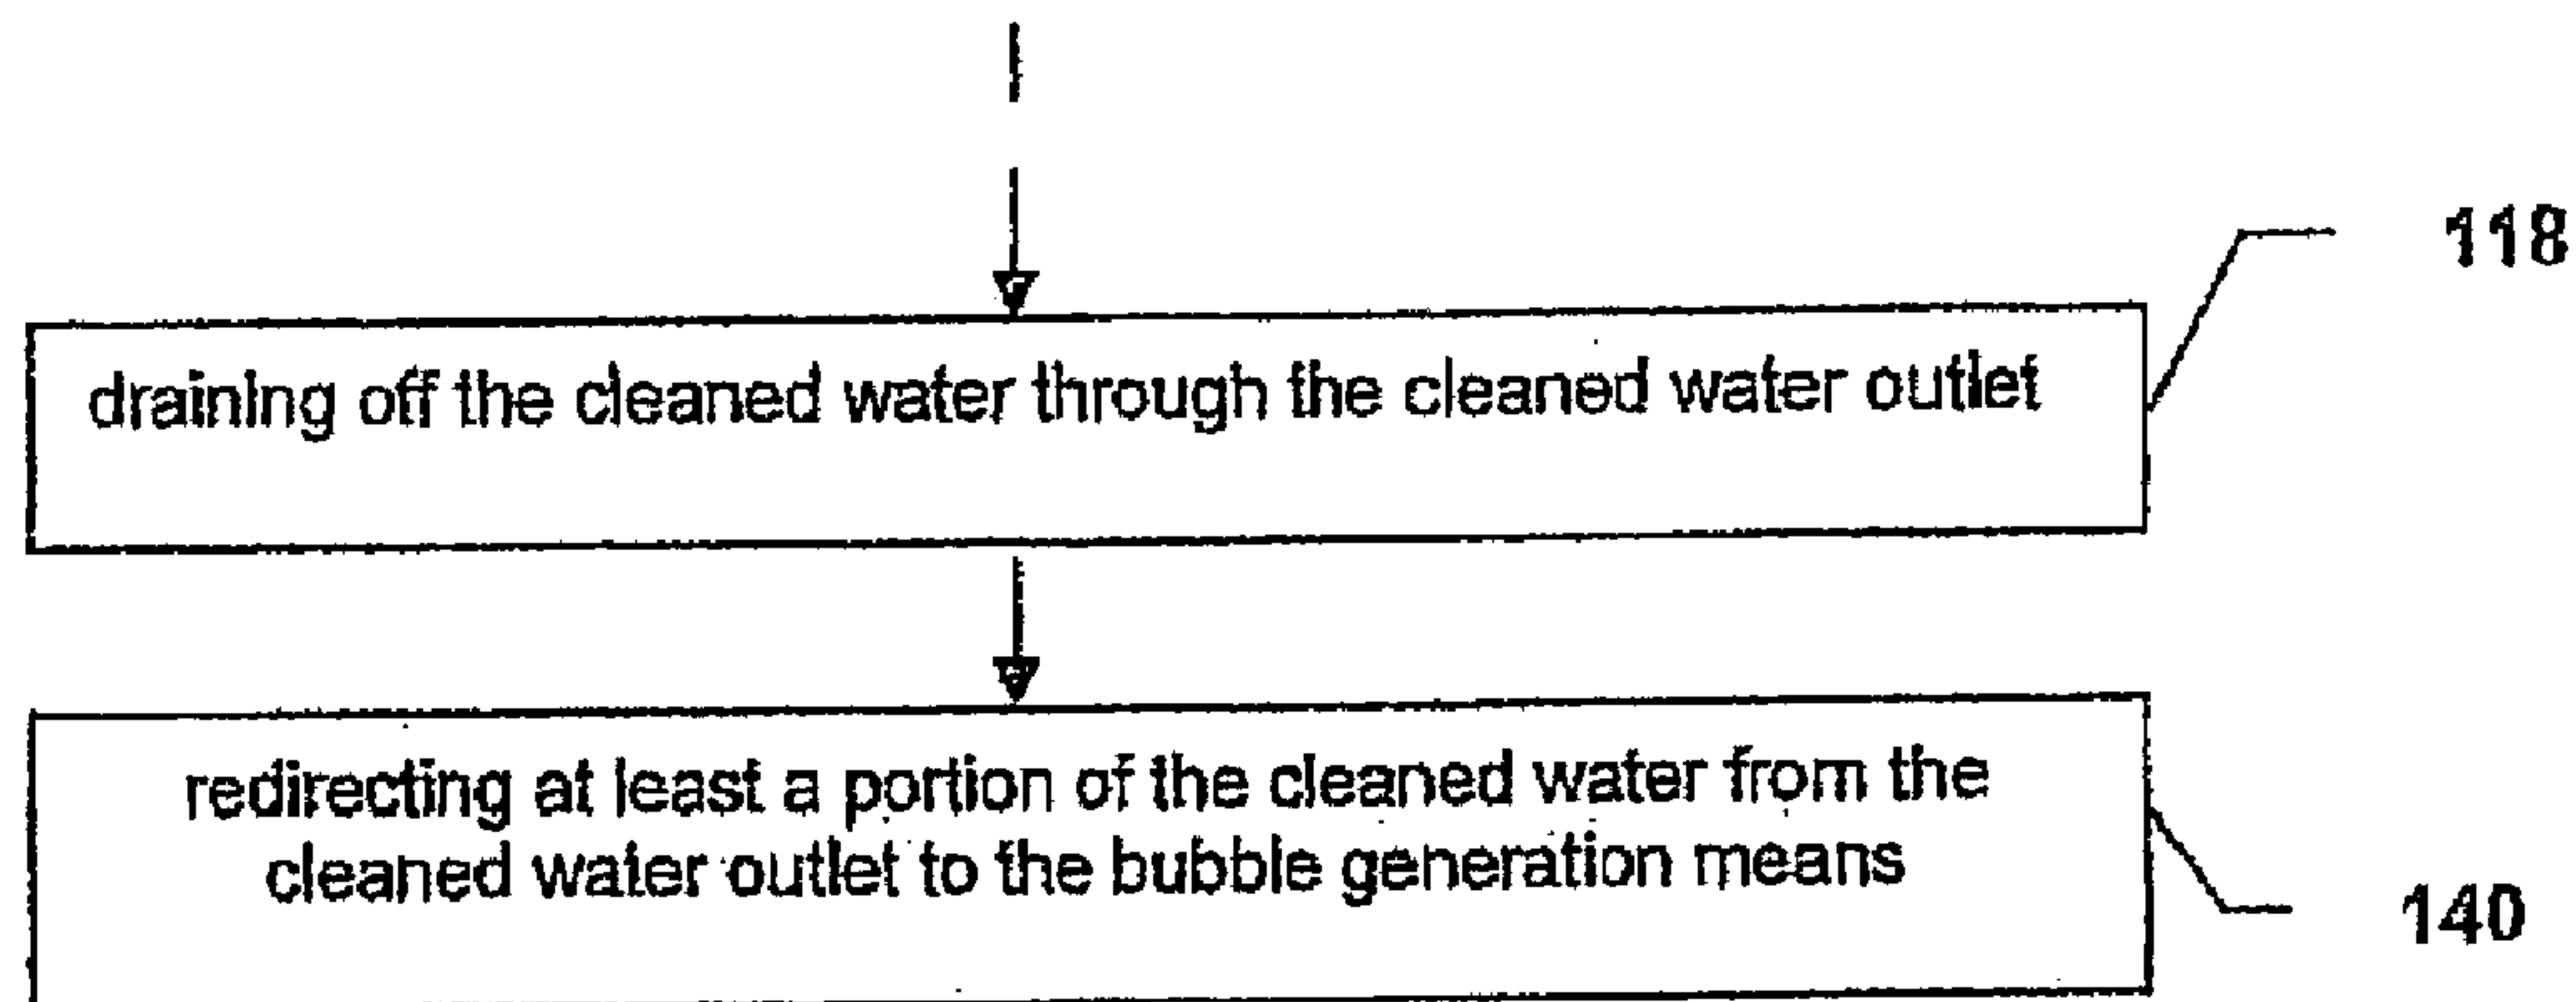 118
draining off the cleaned water through the cleaned water outlet
redirecting at least a portion of the cleaned water from the
cleaned water outlet to the bubble generation means
140